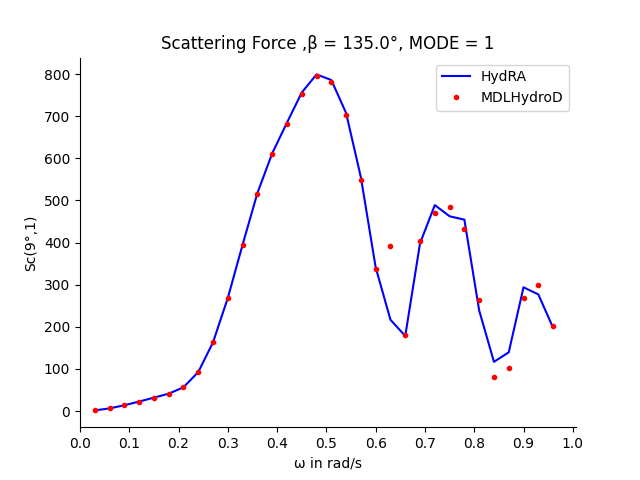 Scattering Force ,β = 135.0°, MODE = 1
HydRA
MDLHydroD
Sc(9°,1)
800
700
600
500
400
300
200
100
0
0.0 0.1 0.2 0.3 0.4 0.5 0.6 0.7 0.8 0.9 1.0
ω in rad/s